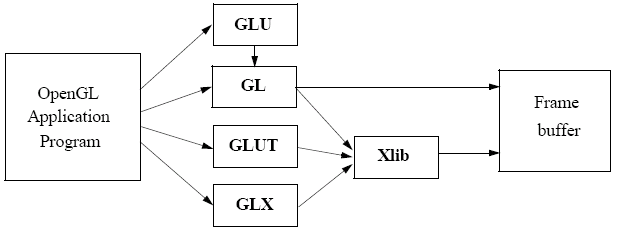 GLU
OpenGL
Application
Program
GL
GLUT
GLX
Xlib
Frame
buffer